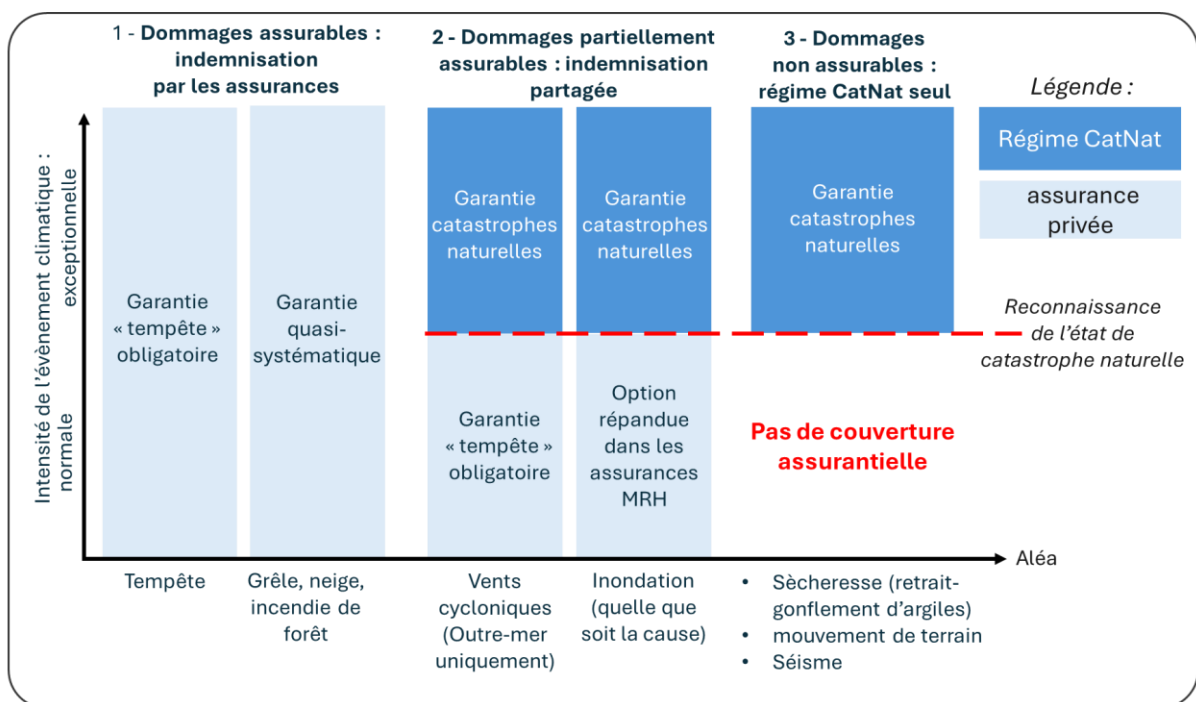 1 - Dommages assurables :
indemnisation
par les assurances
2 - Dommages partiellement
assurables : indemnisation
partagée
3 - Dommages
non assurables :
régime CatNat seul
Légende :
Régime CatNat
assurance
privée
Reconnaissance
de l’état de
catastrophe naturelle
Intensité de l’évènement climatique :
normale
exceptionnelle
Garantie
« tempête »
obligatoire
Garantie
quasi-
systématique
Garantie
catastrophes
naturelles
Garantie
catastrophes
naturelles
Garantie
catastrophes
naturelles
Garantie
« tempête »
obligatoire
Option
répandue
dans les
assurances
MRH
Pas de couverture
assurantielle
Aléa
Tempête
Grêle, neige,
incendie de
forêt
Vents
cycloniques
(Outre-mer
uniquement)
Inondation
(quelle que
soit la cause)
• Sècheresse (retrait-
gonflement d’argiles)
• mouvement de terrain
• Séisme